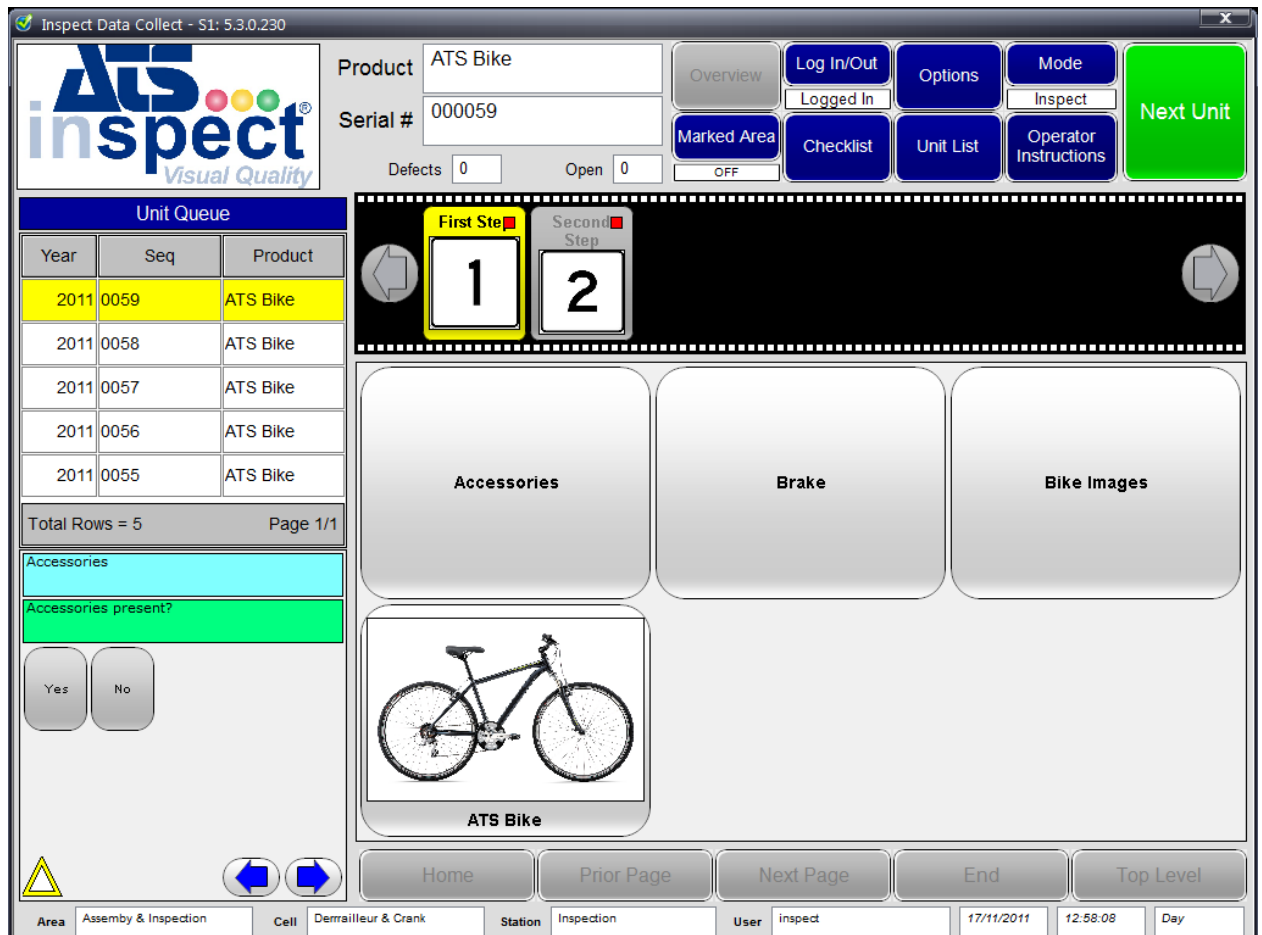 Inspect Data Collect - S1: 5.3.0.230
x
ATS
inspect®
Visual Quality
Product
ATS Bike
Serial #
000059
Defects 0 Open 0
Overview
Log In/Out
Logged In
Options
Mode
Inspect
Next Unit
Marked Area
OFF
Checklist
Unit List
Operator
Instructions
Unit Queue
Year Seq Product
2011 0059 ATS Bike
2011 0058 ATS Bike
2011 0057 ATS Bike
2011 0056 ATS Bike
2011 0055 ATS Bike
Total Rows = 5 Page 1/1
Accessories
Accessories present?
Yes No
First Step
1
Second
Step
2
Accessories Brake Bike Images
ATS Bike
Home Prior Page Next Page End Top Level
Area Assemby & Inspection Cell Derrrailleur & Crank Station Inspection User inspect 17/11/2011 12:58:08 Day